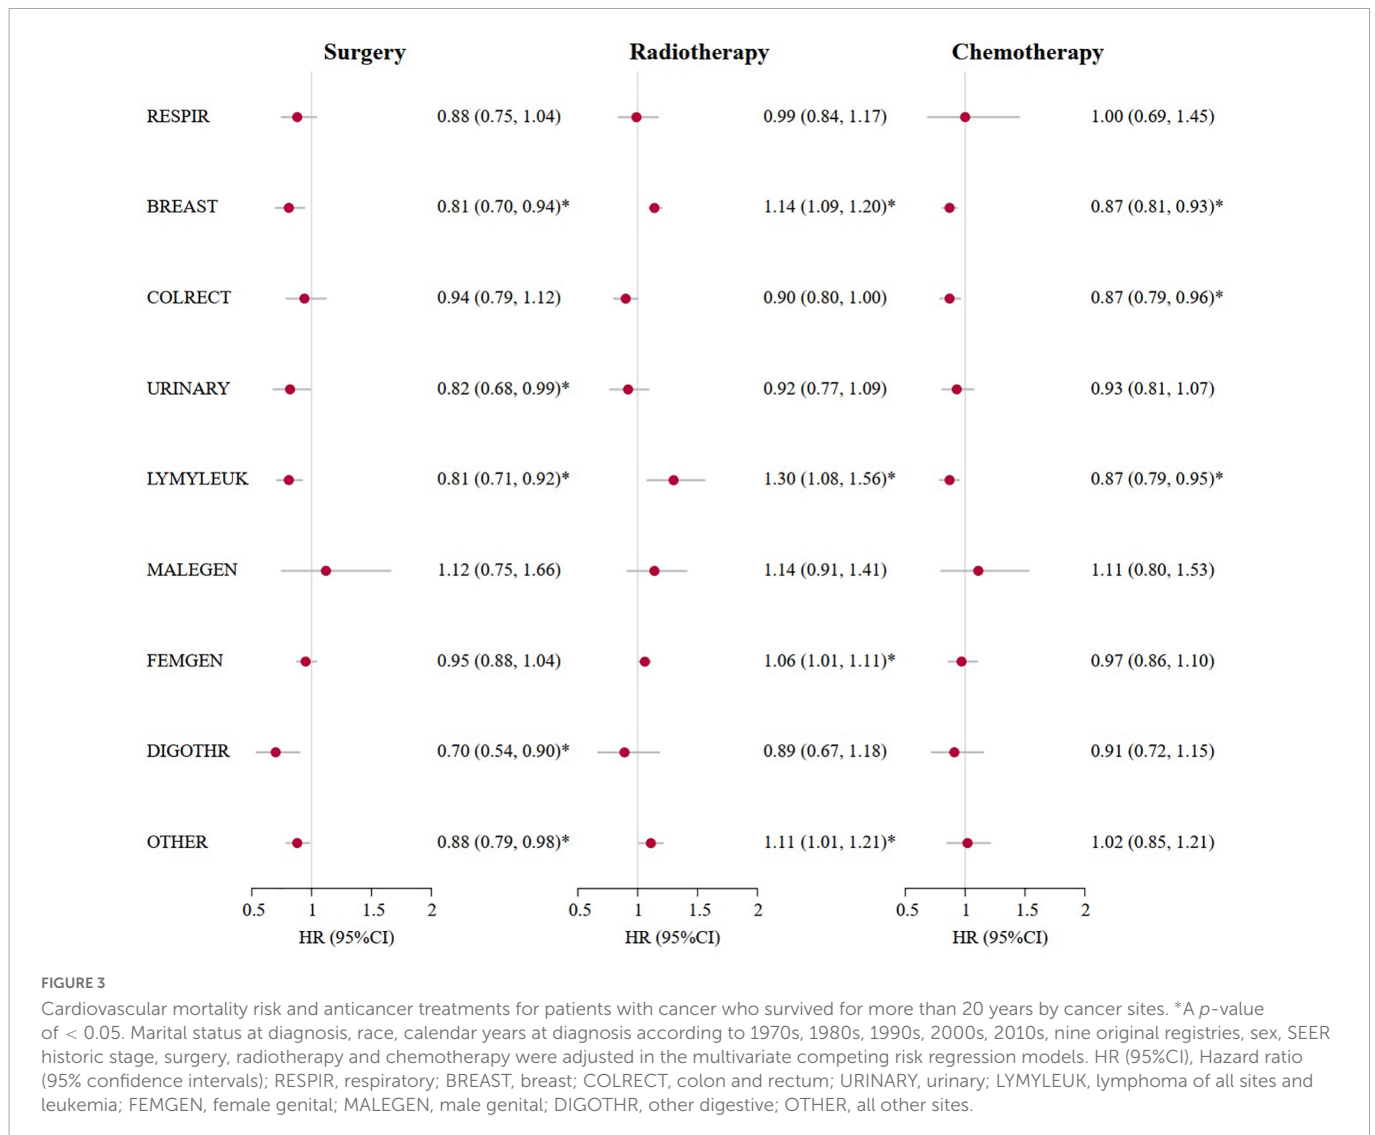 Surgery Radiotherapy Chemotherapy
RESPIR 0.88 (0.75, 1.04) 0.99 (0.84, 1.17) 1.00 (0.69, 1.45)
BREAST 0.81 (0.70, 0.94)* 1.14 (1.09, 1.20)* 0.87 (0.81, 0.93)*
COLRECT 0.94 (0.79, 1.12) 0.90 (0.80, 1.00) 0.87 (0.79, 0.96)*
URINARY 0.82 (0.68, 0.99)* 0.92 (0.77, 1.09) 0.93 (0.81, 1.07)
LYMYLEUK 0.81 (0.71, 0.92)* 1.30 (1.08, 1.56)* 0.87 (0.79, 0.95)*
MALEGEN 1.12 (0.75, 1.66) 1.14 (0.91, 1.41) 1.11 (0.80, 1.53)
FEMGEN 0.95 (0.88, 1.04) 1.06 (1.01, 1.11)* 0.97 (0.86, 1.10)
DIGOTHR 0.70 (0.54, 0.90)* 0.89 (0.67, 1.18) 0.91 (0.72, 1.15)
OTHER 0.88 (0.79, 0.98)* 1.11 (1.01, 1.21)* 1.02 (0.85, 1.21)
0.5 1 1.5 2 0.5 1 1.5 2 0.5 1 1.5 2
HR (95%CI) HR (95%CI) HR (95%CI)
FIGURE 3
Cardiovascular mortality risk and anticancer treatments for patients with cancer who survived for more than 20 years by cancer sites. *A p-value
of < 0.05. Marital status at diagnosis, race, calendar years at diagnosis according to 1970s, 1980s, 1990s, 2000s, 2010s, nine original registries, sex, SEER
historic stage, surgery, radiotherapy and chemotherapy were adjusted in the multivariate competing risk regression models. HR (95%CI), Hazard ratio
(95% confidence intervals); RESPIR, respiratory; BREAST, breast; COLRECT, colon and rectum; URINARY, urinary; LYMYLEUK, lymphoma of all sites and
leukemia; FEMGEN, female genital; MALEGEN, male genital; DIGOTHR, other digestive; OTHER, all other sites.